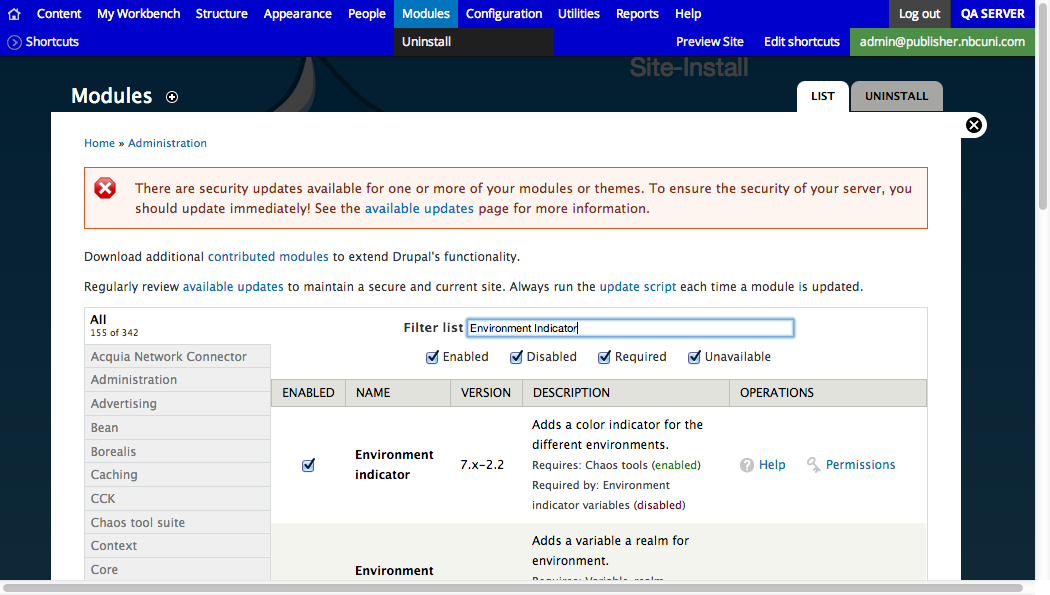 Content My Workbench Structure Appearance People Modules Configuration Utilities Reports Help Log out QA SERVER
Shortcuts Uninstall Preview Site Edit shortcuts admin@publisher.nbcuni.com
Site-Install
Modules LIST UNINSTALL
Home » Administration
There are security updates available for one or more of your modules or themes. To ensure the security of your server, you
should update immediately! See the available updates page for more information.
Download additional contributed modules to extend Drupal's functionality.
Regularly review available updates to maintain a secure and current site. Always run the update script each time a module is updated.
All
155 of 342
Acquia Network Connector
Administration
Advertising
Bean
Borealis
Caching
CCK
Chaos tool suite
Context
Core
Filter list Environment Indicator
Enabled Disabled Required Unavailable
ENABLED NAME VERSION DESCRIPTION OPERATIONS
Environment
indicator
7.x-2.2
Adds a color indicator for the
different environments.
Requires: Chaos tools (enabled)
Required by: Environment
indicator variables (disabled)
Help Permissions
Environment
Adds a variable a realm for
environment.
Requires: Variable realm